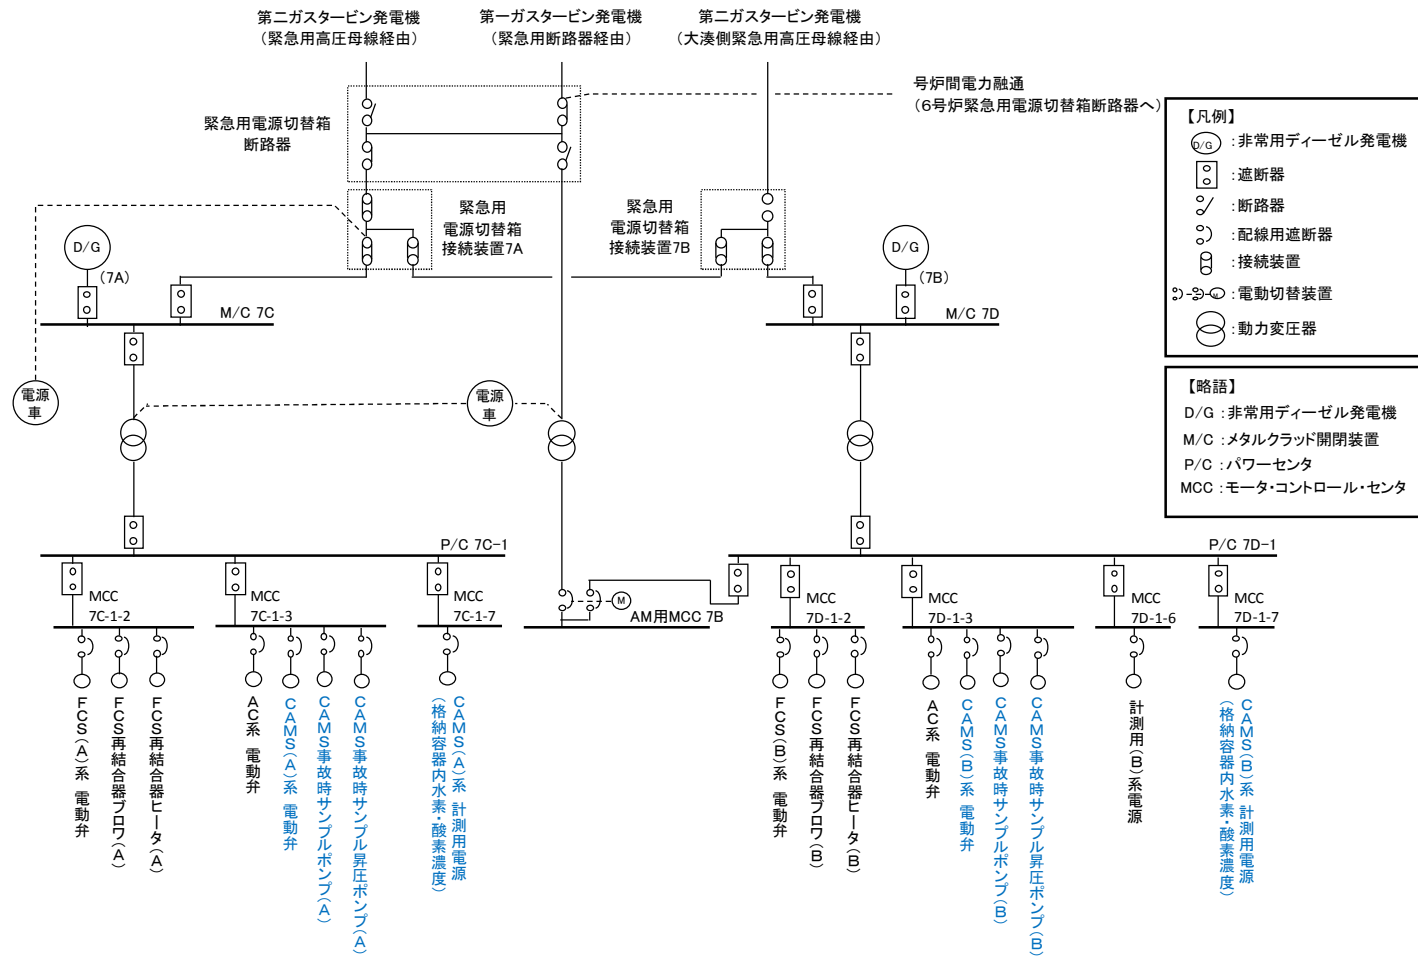 第二ガスタービン発電機
（緊急用高圧母線経由）
第一ガスタービン発電機
（緊急用断路器経由）
第二ガスタービン発電機
（大湊側緊急用高圧母線経由）
号炉間電力融通
（6号炉緊急用電源切替箱断路器へ）
緊急用電源切替箱
断路器
緊急用
電源切替箱
接続装置7A
緊急用
電源切替箱
接続装置7B
D/G
(7A)
D/G
(7B)
M/C 7C
M/C 7D
電源
車
電源
車
P/C 7C-1
P/C 7D-1
MCC
7C-1-2
MCC
7C-1-3
MCC
7C-1-7
M
AM用MCC 7B
MCC
7D-1-2
MCC
7D-1-3
MCC
7D-1-6
MCC
7D-1-7
FCS(A)系 電動弁
FCS再結合器ブロワ(A)
FCS再結合器ヒータ(A)
AC系 電動弁
CAMS(A)系 電動弁
CAMS事故時サンプルポンプ(A)
CAMS事故時サンプル昇圧ポンプ(A)
CAMS(A)系 計測用電源
(格納容器内水素・酸素濃度)
FCS(B)系 電動弁
FCS再結合器ブロワ(B)
FCS再結合器ヒータ(B)
AC系 電動弁
CAMS(B)系 電動弁
CAMS事故時サンプルポンプ(B)
CAMS事故時サンプル昇圧ポンプ(B)
計測用(B)系電源
CAMS(B)系 計測用電源
(格納容器内水素・酸素濃度)
【凡例】
D/G
：非常用ディーゼル発電機
：遮断器
：断路器
：配線用遮断器
：接続装置
M
：電動切替装置
：動力変圧器
【略語】
D/G ：非常用ディーゼル発電機
M/C ：メタルクラッド開閉装置
P/C ：パワーセンタ
MCC ：モータ・コントロール・センタ